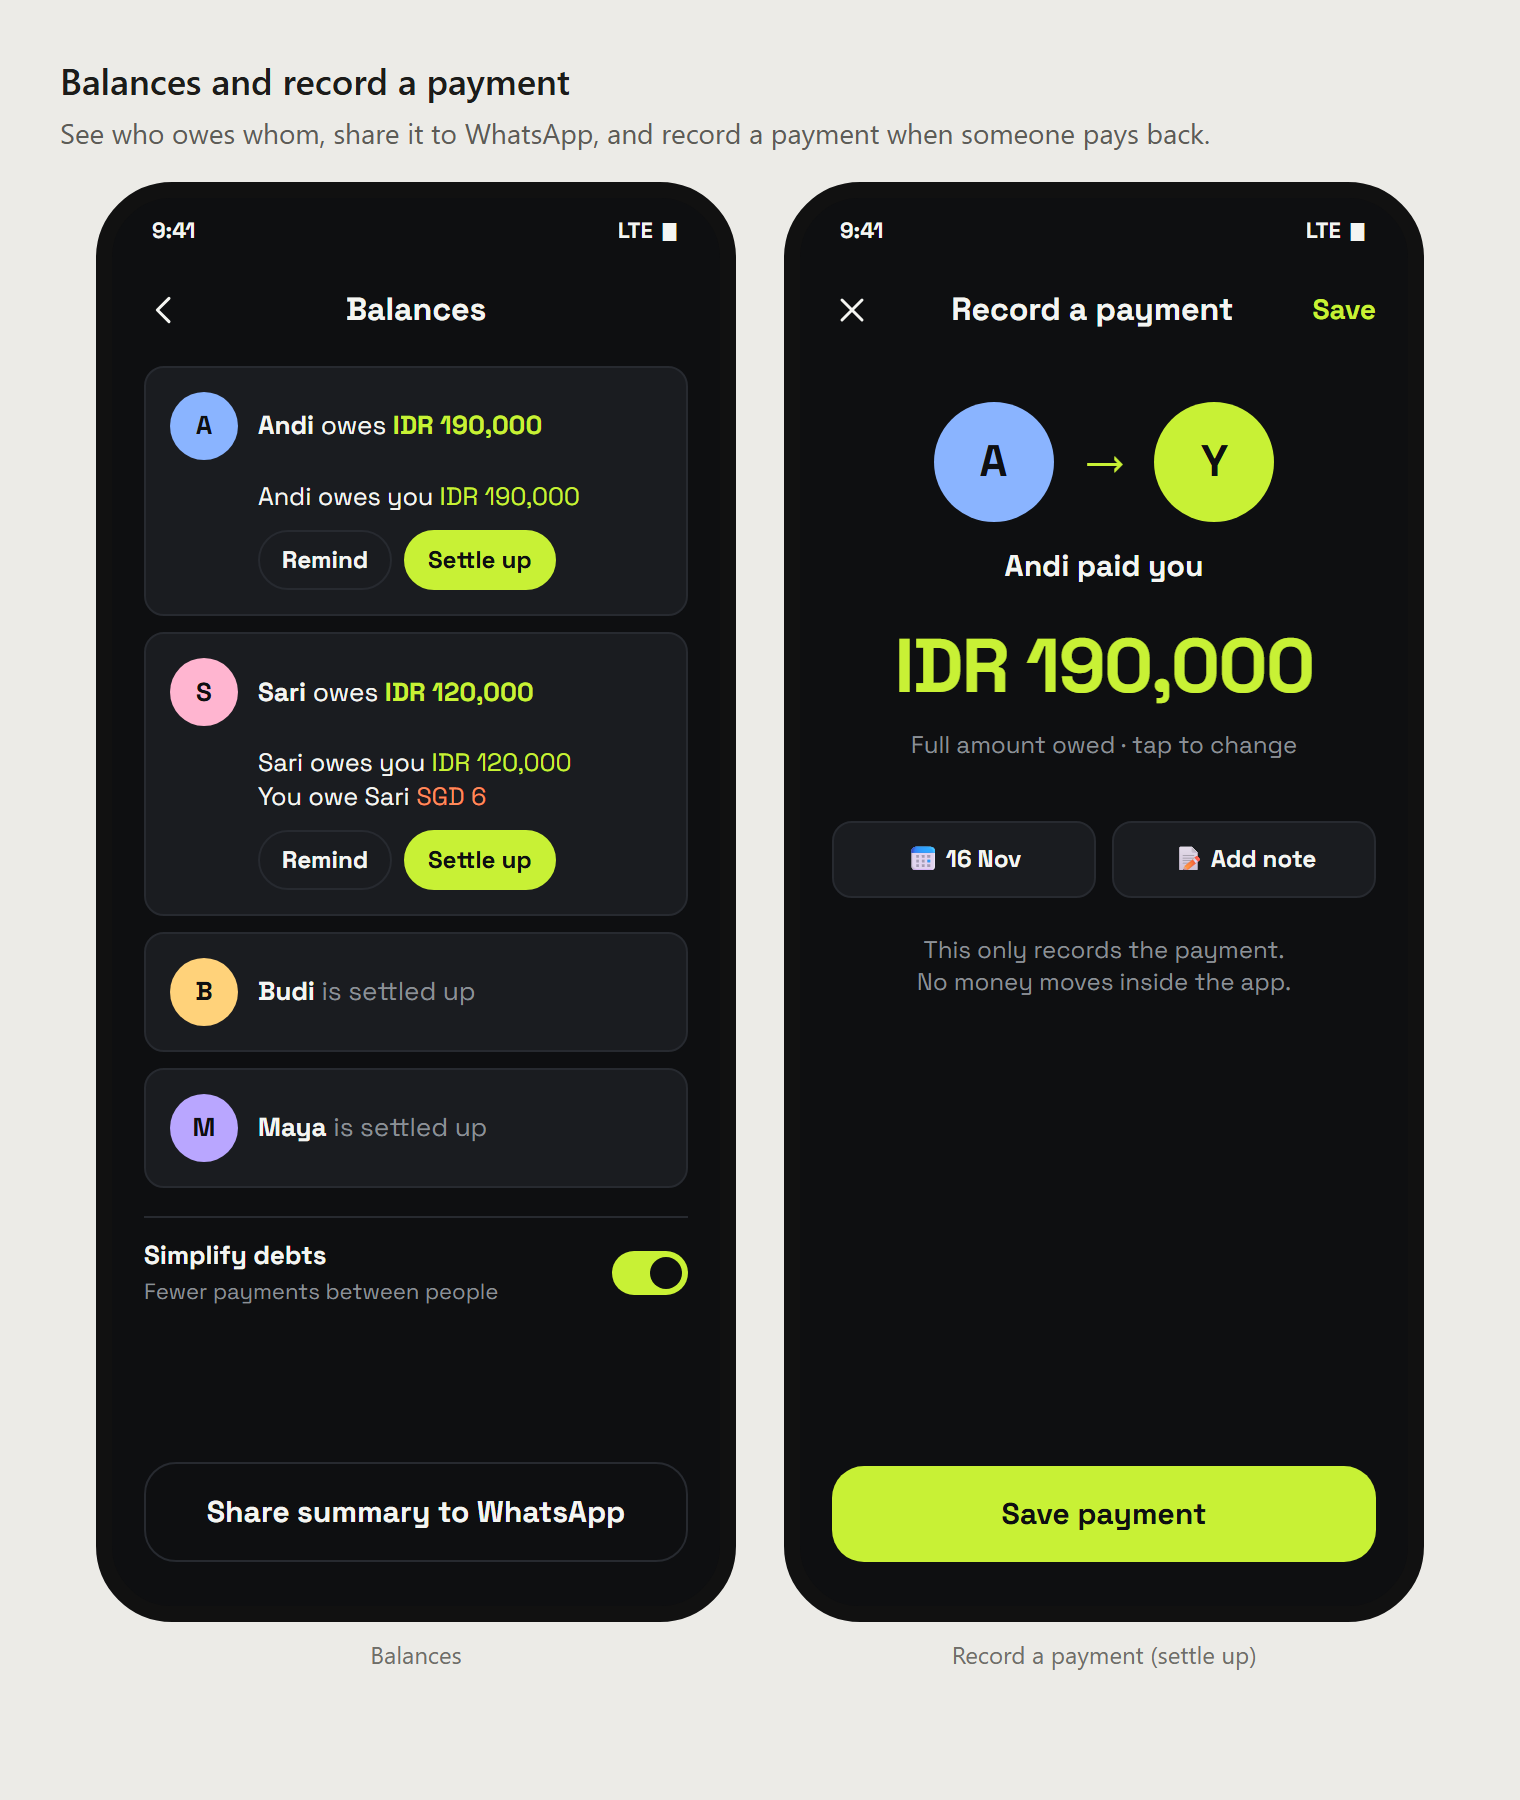 Balances and record a payment
See who owes whom, share it to WhatsApp, and record a payment when someone pays back.
9:41
LTE
Balances
A
Andi owes IDR 190,000
Andi owes you IDR 190,000
Remind
Settle up
S
Sari owes IDR 120,000
Sari owes you IDR 120,000
You owe Sari SGD 6
Remind
Settle up
B
Budi is settled up
M
Maya is settled up
Simplify debts
Fewer payments between people
Share summary to WhatsApp
Balances
9:41
LTE
Record a payment
Save
A
→
Y
Andi paid you
IDR 190,000
Full amount owed · tap to change
16 Nov
Add note
This only records the payment.
No money moves inside the app.
Save payment
Record a payment (settle up)